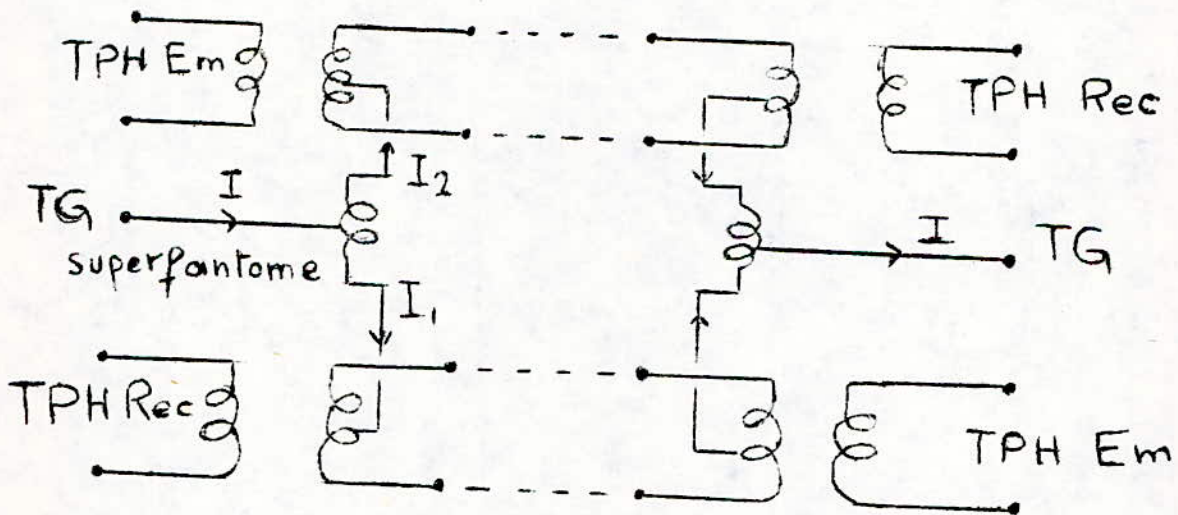 TPH Em
TPH Rec
I
I2
TG
superfantome
I
TG
I1
TPH Rec
TPH Em